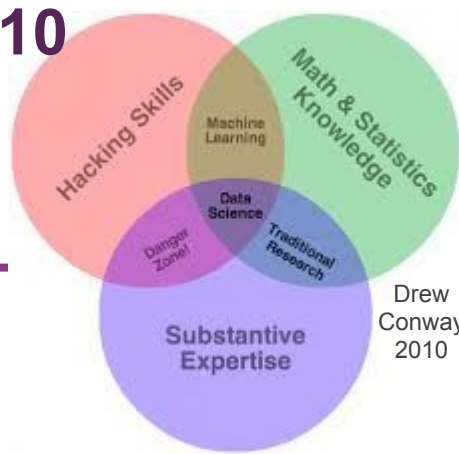 10
Hacking Skills
Math & Statistics
Knowledge
Machine
Learning
Data
Science
Danger
Zone!
Traditional
Research
Substantive
Expertise
Drew
Conway
2010